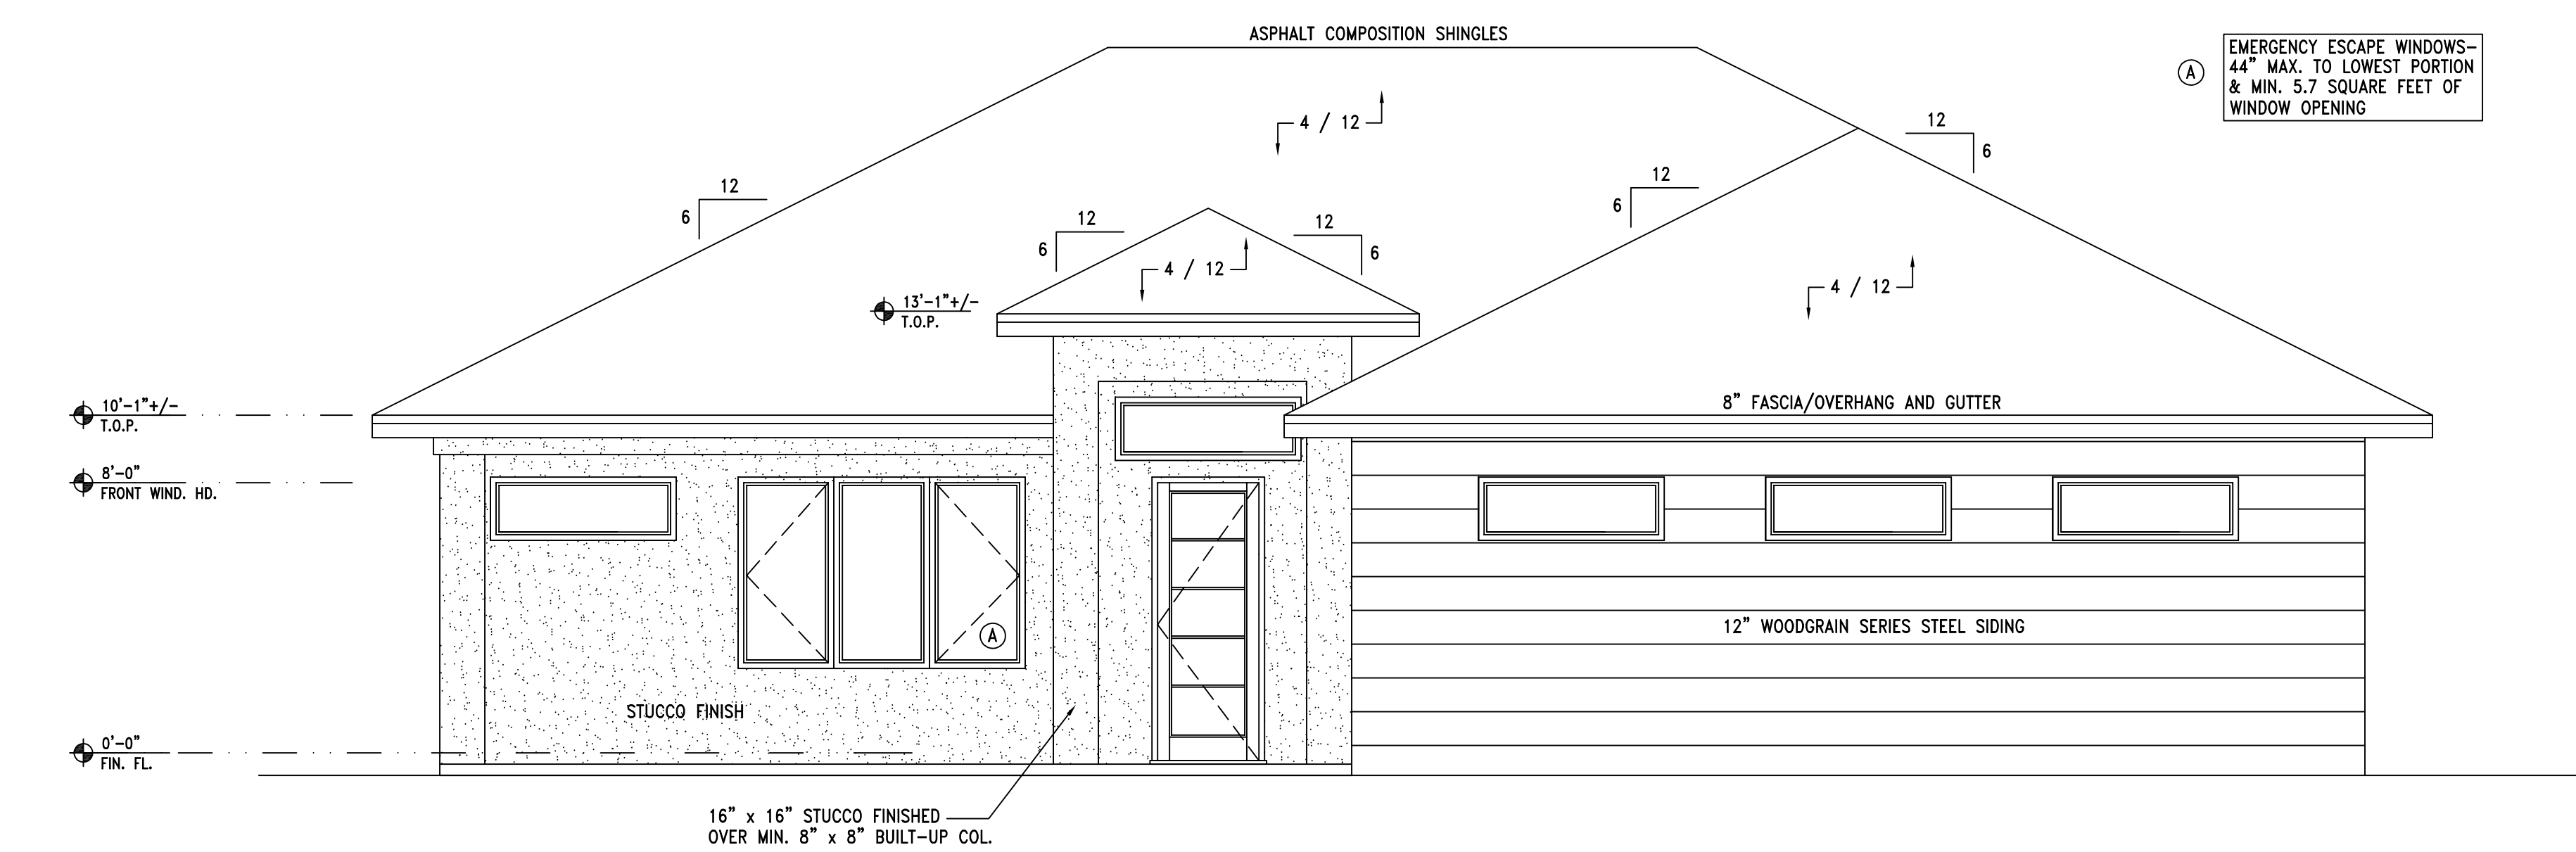 ASPHALT COMPOSITION SHINGLES
A
EMERGENCY ESCAPE WINDOWS-
44" MAX. TO LOWEST PORTION
& MIN. 5.7 SQUARE FEET OF
WINDOW OPENING
4 / 12
12
6
12
6
12
6
12
6
12
6
4 / 12
4 / 12
13'-1"+/-
T.O.P.
10'-1"+/-
T.O.P.
8" FASCIA/OVERHANG AND GUTTER
8'-0"
FRONT WIND. HD.
A
12" WOODGRAIN SERIES STEEL SIDING
STUCCO FINISH
0'-0"
FIN. FL.
16" x 16" STUCCO FINISHED
OVER MIN. 8" x 8" BUILT-UP COL.